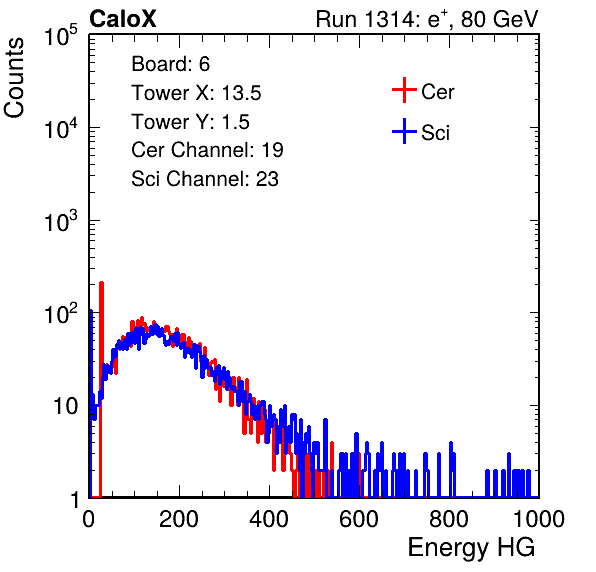 CaloX Run 1314: e⁺, 80 GeV
Counts
10⁵
10⁴
10³
10²
10
1
Board: 6
Tower X: 13.5
Tower Y: 1.5
Cer Channel: 19
Sci Channel: 23
Cer
Sci
0 200 400 600 800 1000
Energy HG